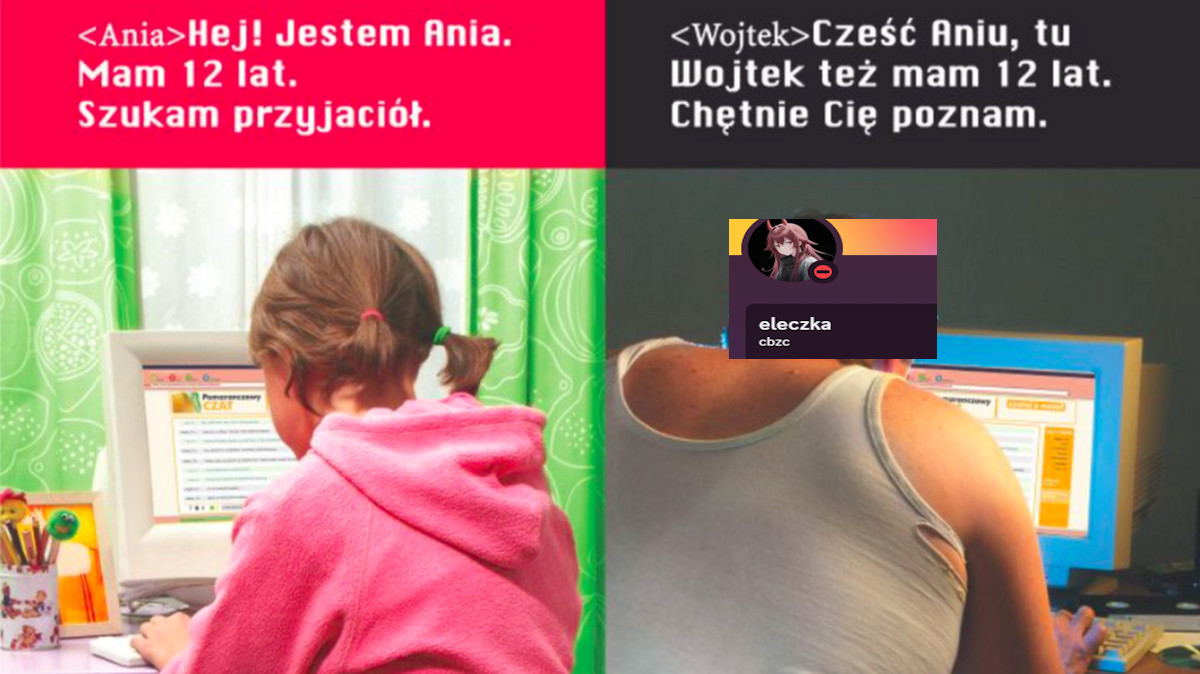 <Ania>Hej! Jestem Ania.
Mam 12 lat.
Szukam przyjaciół.
<Wojtek>Cześć Aniu, tu
Wojtek też mam 12 lat.
Chętnie Cię poznam.
eleczka
cbzc
Pomarańczowy
CZAT